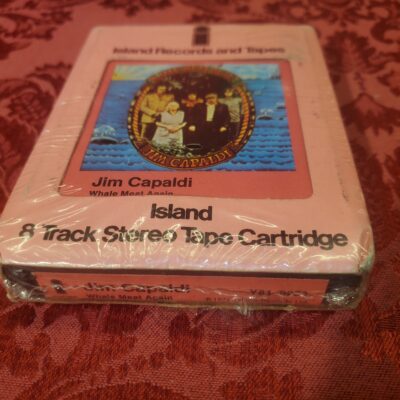 Island Records and Tapes
JIM CAPALDI
Jim Capaldi
Whale Meat Again
Island
8 Track Stereo Tape Cartridge
Jim Capaldi
Whale Meat Again